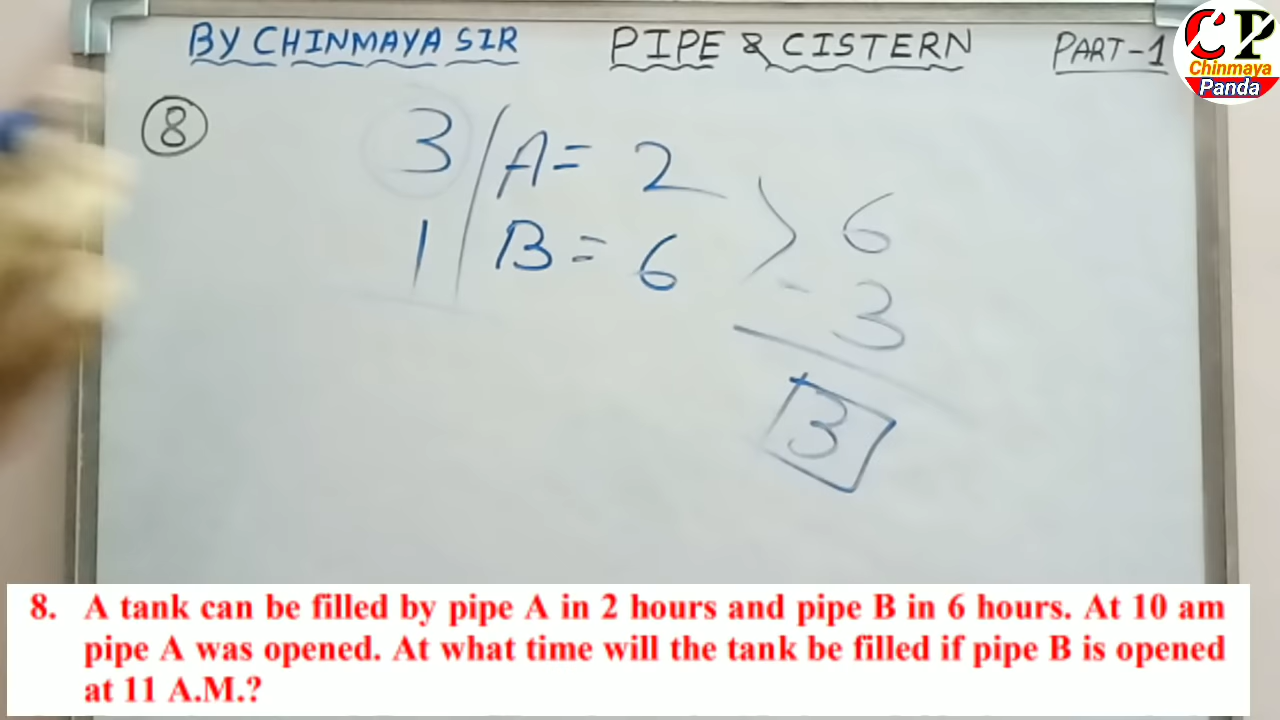 BY CHINMAYA SIR PIPE & CISTERN PART-1
CP
Chinmaya
Panda
8
3 A = 2
6
1 B = 6
- 3
3
8. A tank can be filled by pipe A in 2 hours and pipe B in 6 hours. At 10 am
pipe A was opened. At what time will the tank be filled if pipe B is opened
at 11 A.M.?